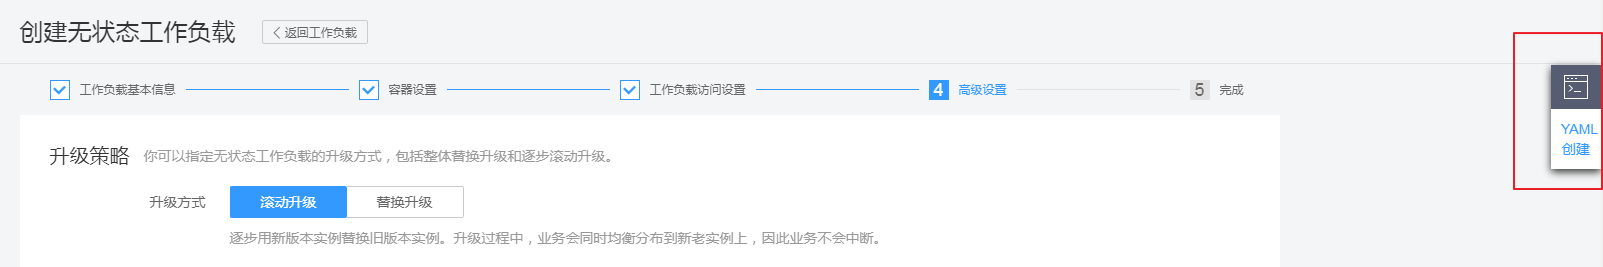 创建无状态工作负载
返回工作负载
工作负载基本信息
容器设置
工作负载访问设置
4 高级设置
5 完成
YAML
创建
升级策略 你可以指定无状态工作负载的升级方式，包括整体替换升级和逐步滚动升级。
升级方式 滚动升级 替换升级
逐步用新版本实例替换旧版本实例。升级过程中，业务会同时均衡分布到新老实例上，因此业务不会中断。